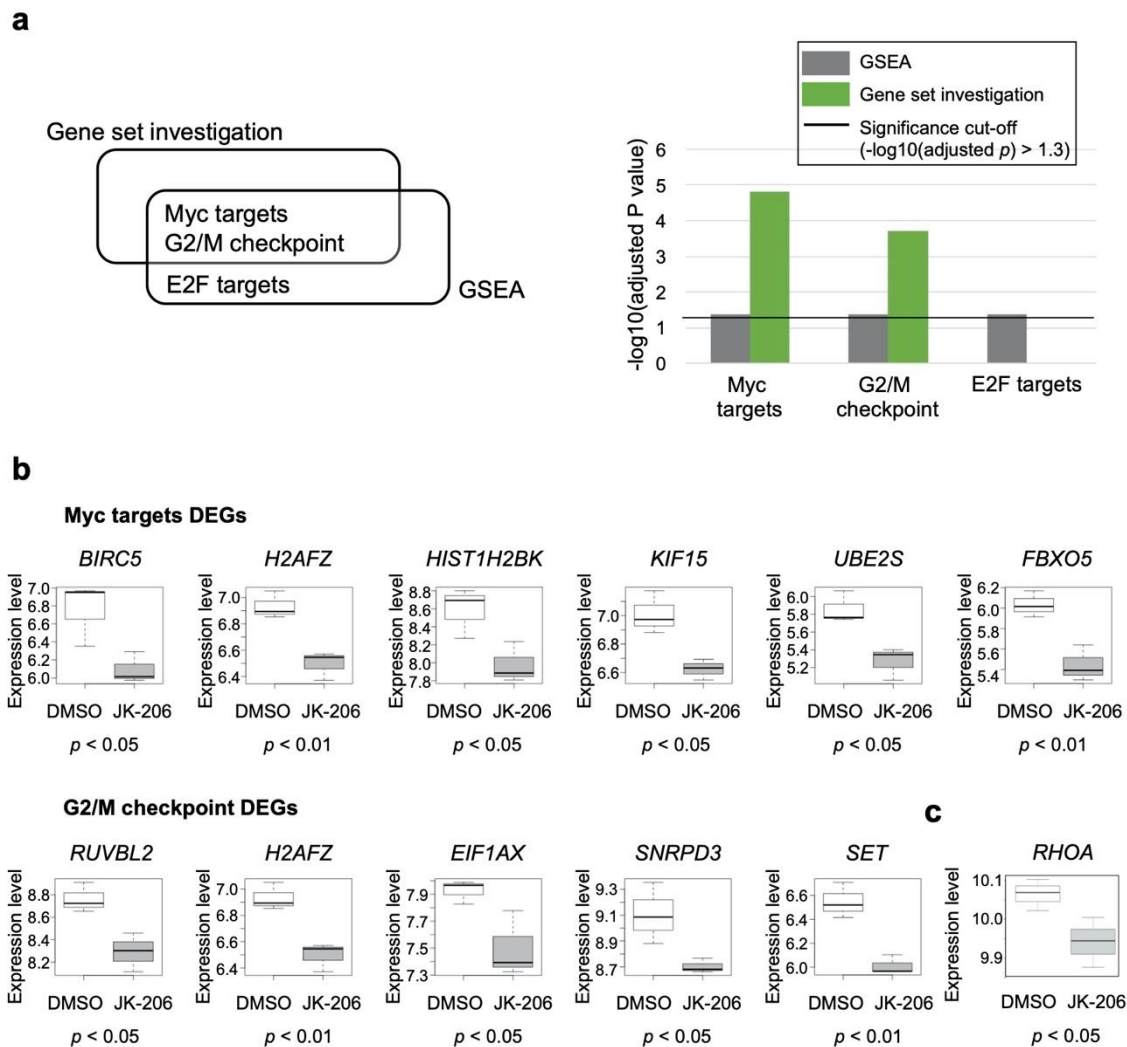 a
Gene set investigation
Myc targets
G2/M checkpoint
E2F targets
GSEA
GSEA
Gene set investigation
Significance cut-off
(-log10(adjusted p) > 1.3)
-log10(adjusted P value)
6
5
4
3
2
1
0
Myc
targets
G2/M
checkpoint
E2F targets
b
Myc targets DEGs
BIRC5
Expression level
7.0
6.8
6.6
6.2
6.0
DMSO JK-206
p < 0.05
H2AFZ
Expression level
7.0
6.8
6.4
DMSO JK-206
p < 0.01
HIST1H2BK
Expression level
8.8
8.6
8.4
8.0
7.8
DMSO JK-206
p < 0.05
KIF15
Expression level
7.0
6.8
6.6
DMSO JK-206
p < 0.05
UBE2S
Expression level
6.0
5.8
5.6
5.2
DMSO JK-206
p < 0.05
FBXO5
Expression level
6.2
6.0
5.8
5.6
5.4
DMSO JK-206
p < 0.01
G2/M checkpoint DEGs
RUVBL2
Expression level
8.8
8.6
8.4
8.2
DMSO JK-206
p < 0.05
H2AFZ
Expression level
7.0
6.8
6.6
6.4
DMSO JK-206
p < 0.01
EIF1AX
Expression level
7.9
7.7
7.5
7.3
DMSO JK-206
p < 0.05
SNRPD3
Expression level
9.3
9.1
8.9
8.7
DMSO JK-206
p < 0.05
SET
Expression level
6.6
6.4
6.2
6.0
DMSO JK-206
p < 0.01
c
RHOA
Expression level
10.1
10.0
9.9
DMSO JK-206
p < 0.05